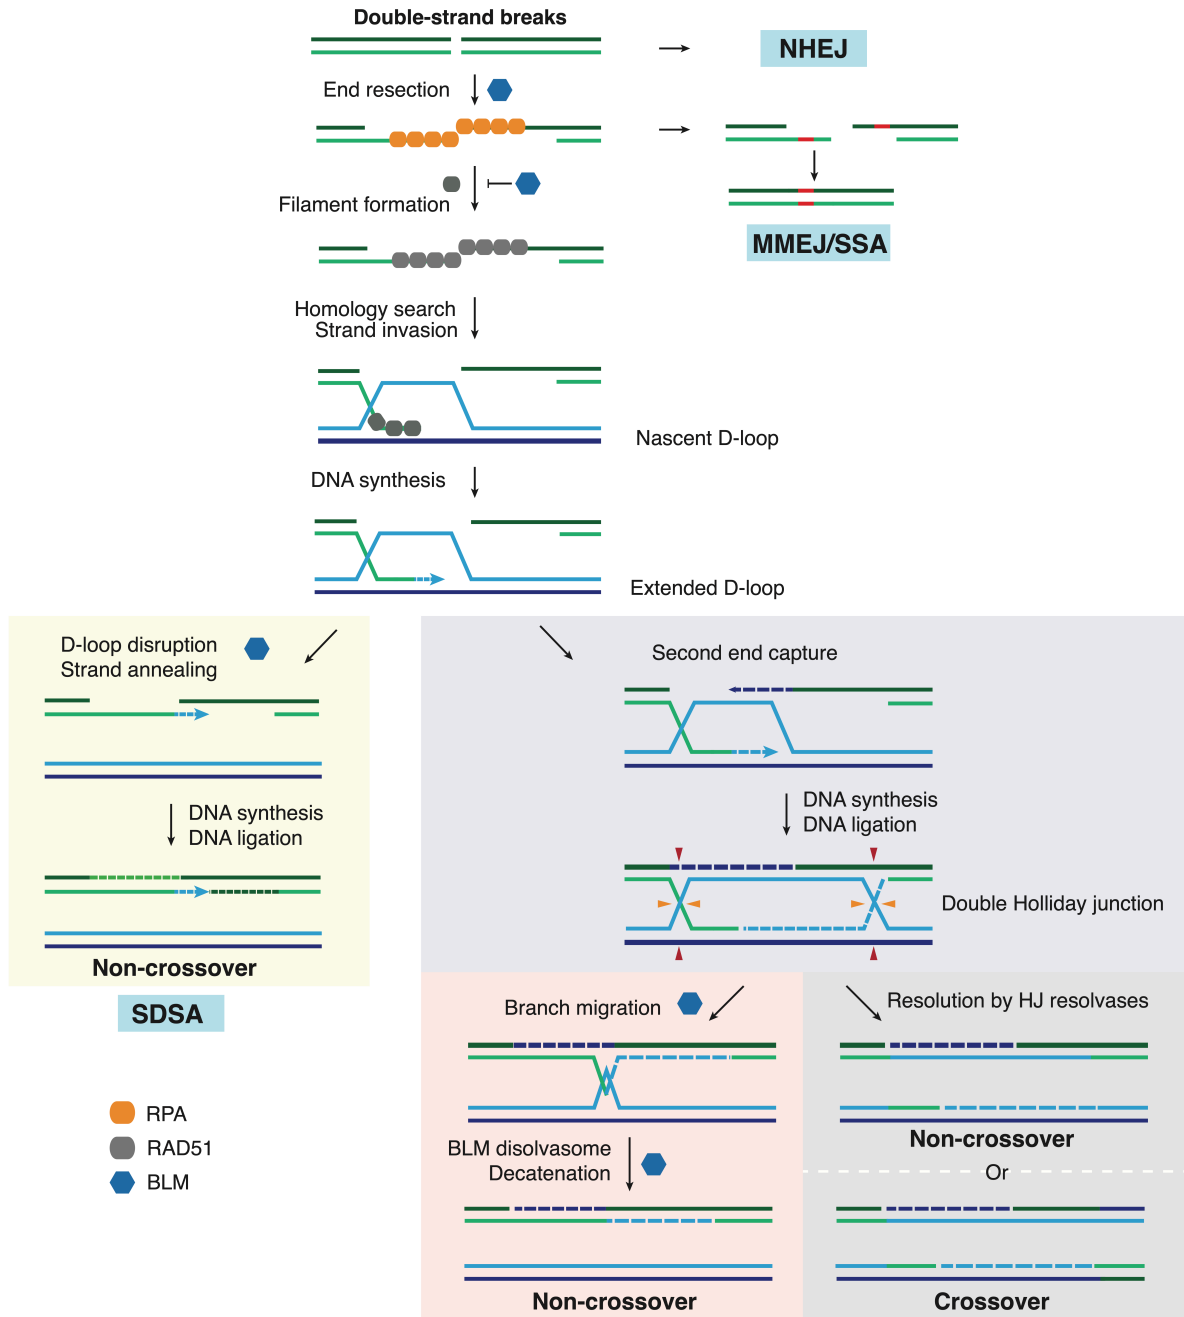 Double-strand breaks
NHEJ
End resection
Filament formation
MMEJ/SSA
Homology search
Strand invasion
Nascent D-loop
DNA synthesis
Extended D-loop
D-loop disruption
Strand annealing
DNA synthesis
DNA ligation
Non-crossover
SDSA
Second end capture
DNA synthesis
DNA ligation
Double Holliday junction
Branch migration
BLM disolvasome
Decatenation
Non-crossover
Resolution by HJ resolvases
Non-crossover
Or
Crossover
RPA
RAD51
BLM